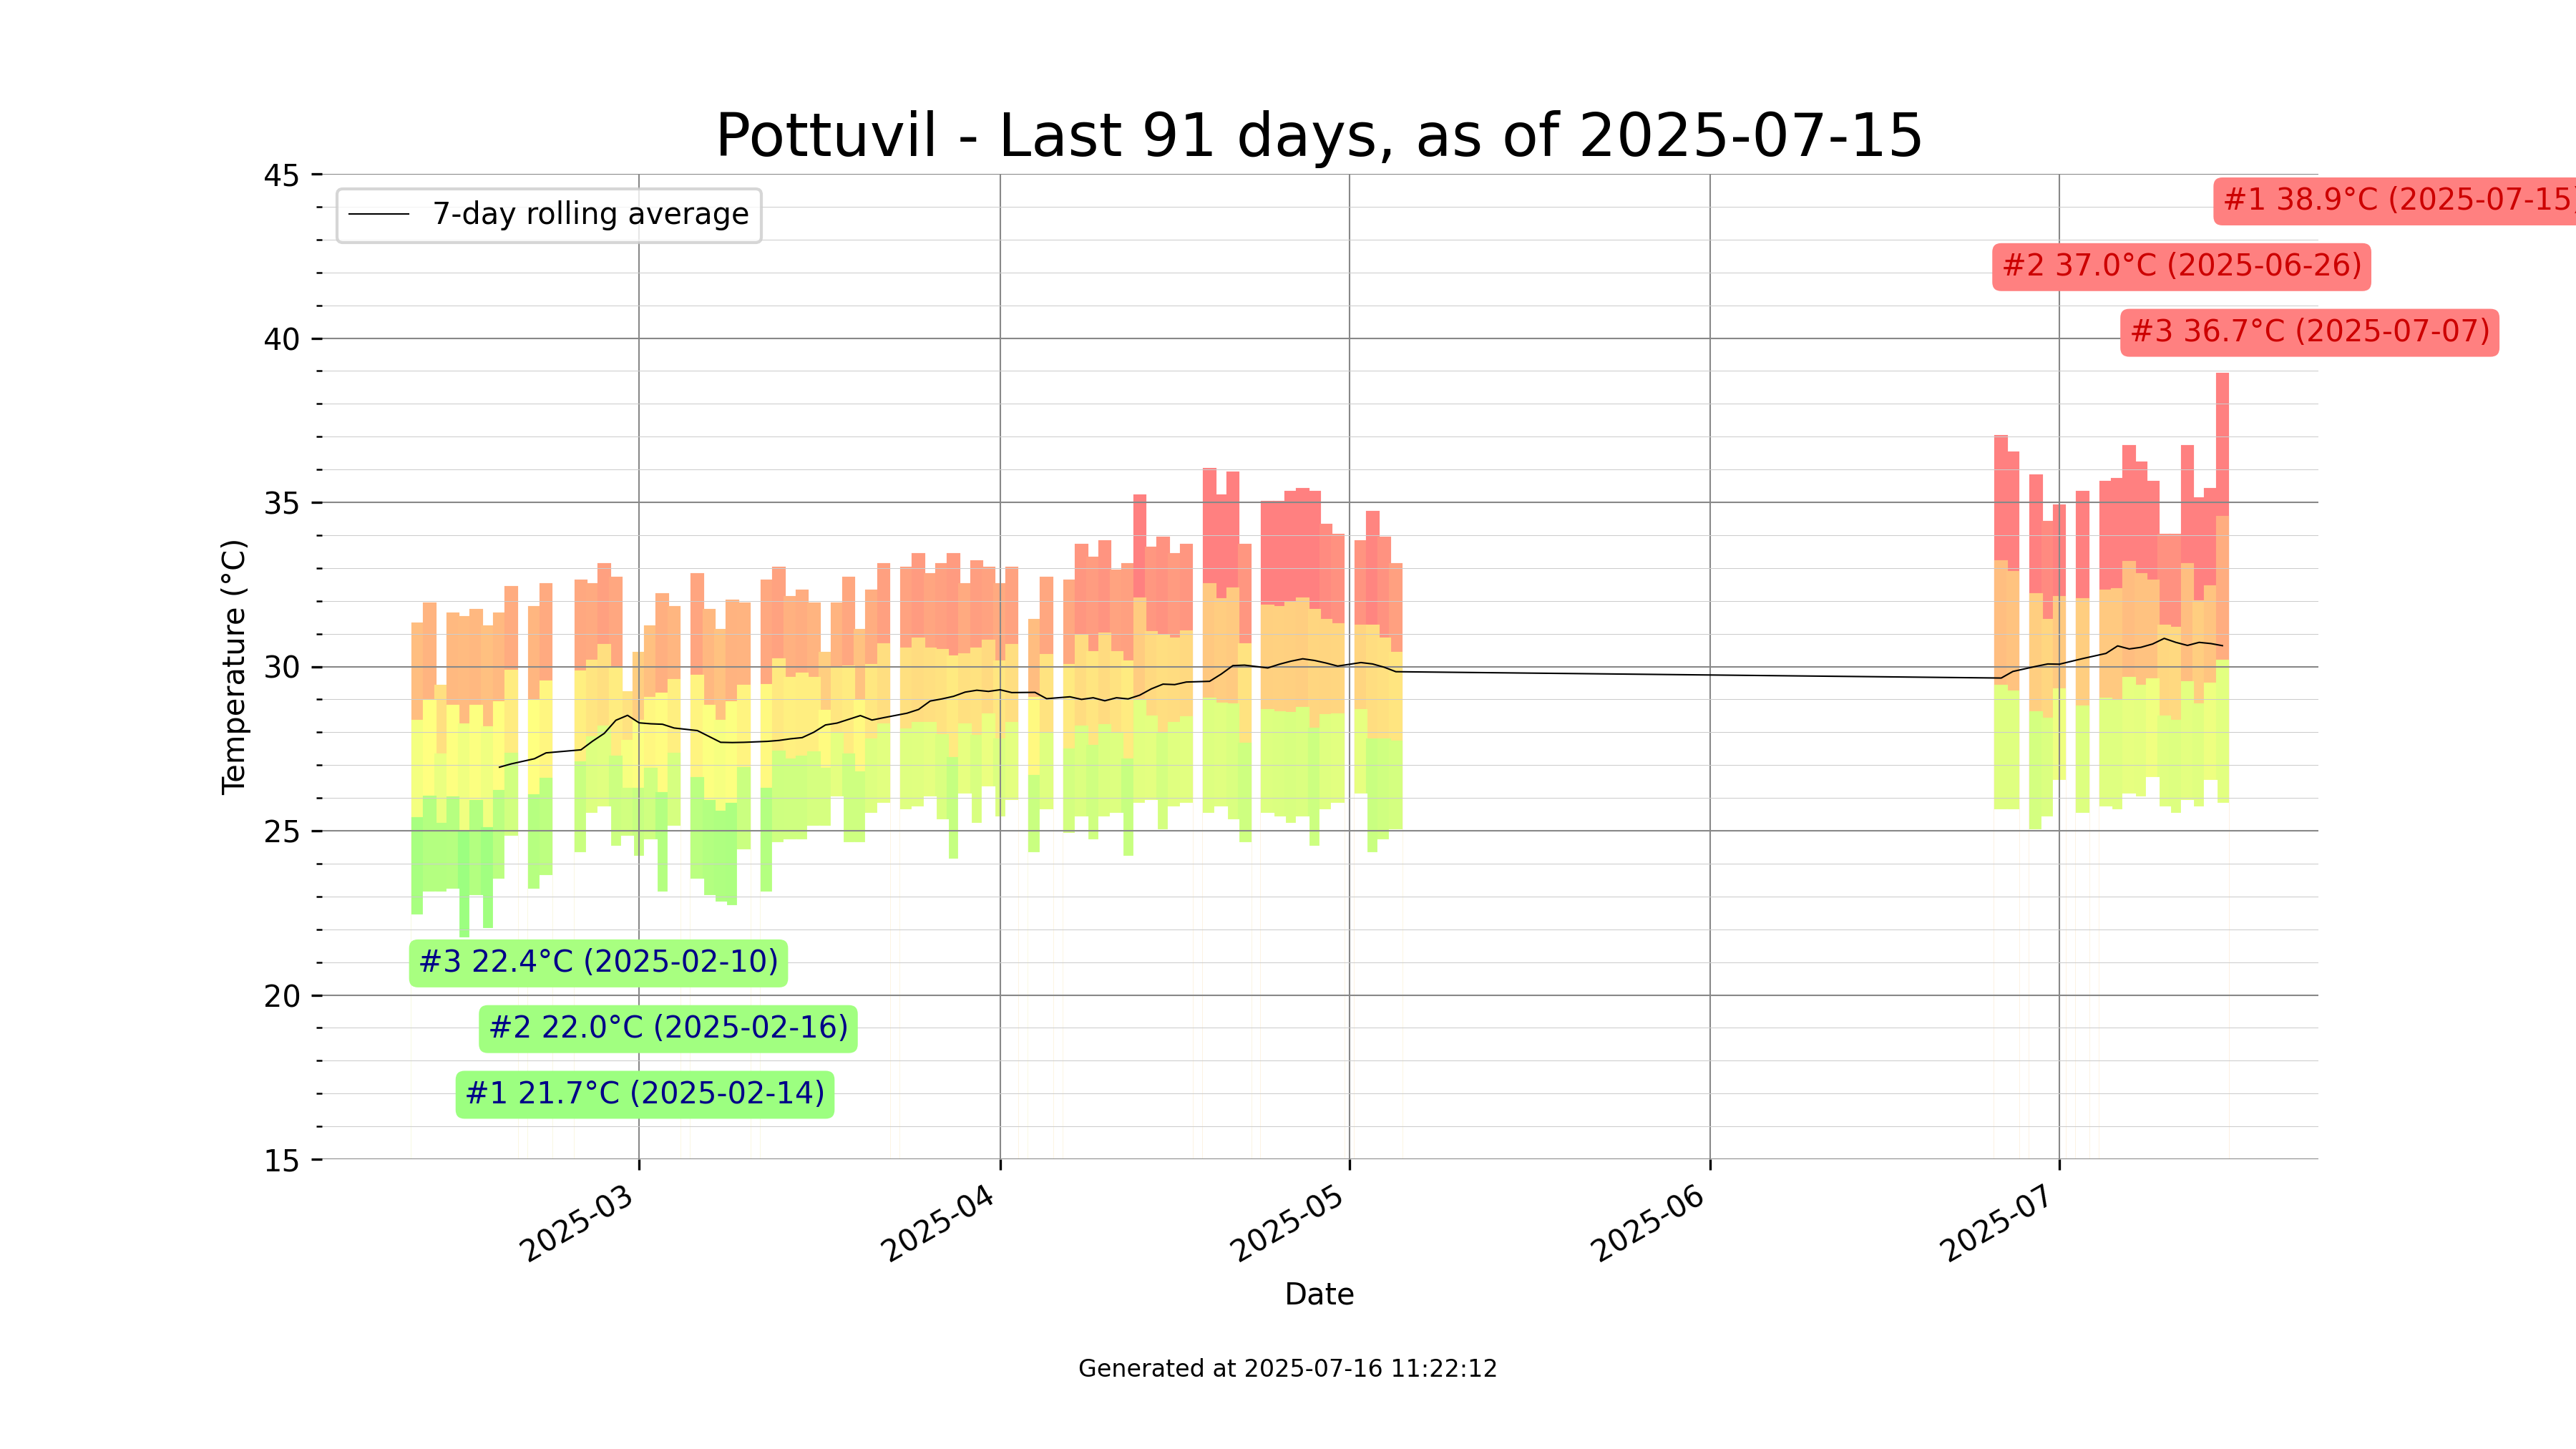 Pottuvil - Last 91 days, as of 2025-07-15
45
7-day rolling average
#1 38.9°C (2025-07-15)
#2 37.0°C (2025-06-26)
#3 36.7°C (2025-07-07)
40
35
30
25
20
15
Temperature (°C)
#3 22.4°C (2025-02-10)
#2 22.0°C (2025-02-16)
#1 21.7°C (2025-02-14)
2025-03
2025-04
2025-05
2025-06
2025-07
Date
Generated at 2025-07-16 11:22:12